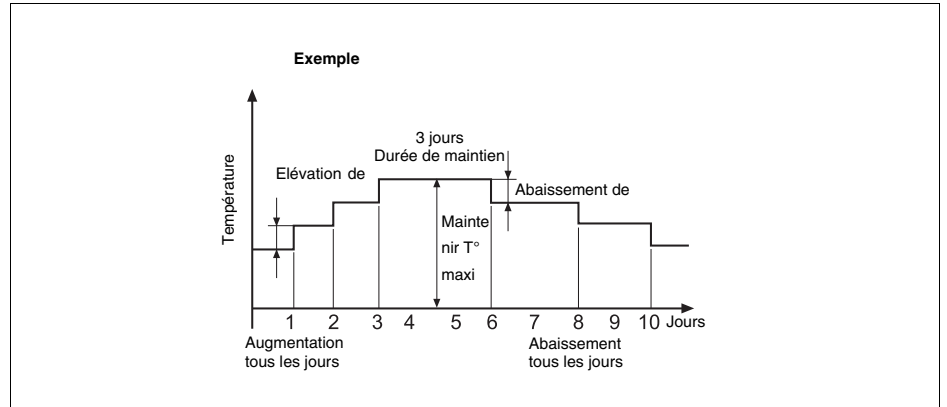 Exemple
3 jours
Durée de maintien
Elévation de
Abaissement de
Température
Mainte
nir T°
maxi
1 2 3 4 5 6 7 8 9 10 Jours
Augmentation
tous les jours
Abaissement
tous les jours